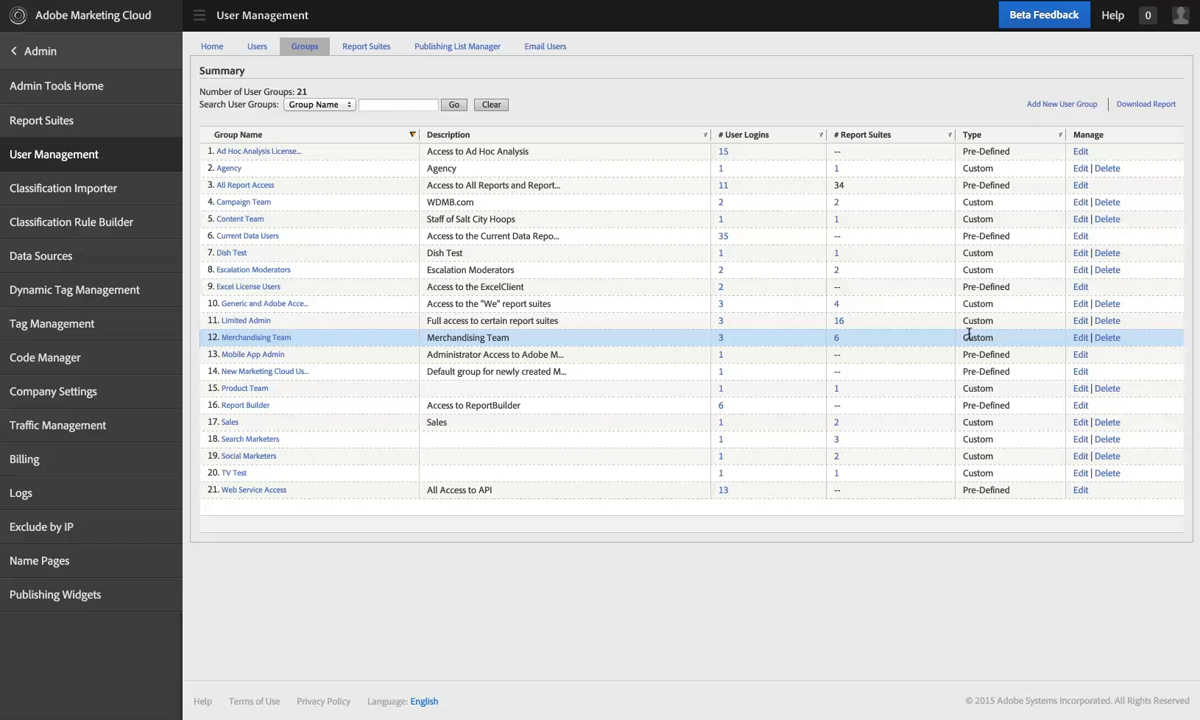 Adobe Marketing Cloud
User Management
Beta Feedback Help 0
Admin
Admin Tools Home
Report Suites
User Management
Classification Importer
Classification Rule Builder
Data Sources
Dynamic Tag Management
Tag Management
Code Manager
Company Settings
Traffic Management
Billing
Logs
Exclude by IP
Name Pages
Publishing Widgets
Home Users Groups Report Suites Publishing List Manager Email Users
Summary
Number of User Groups: 21
Search User Groups: Group Name Go Clear Add New User Group Download Report
Group Name Description # User Logins # Report Suites Type Manage
1. Ad Hoc Analysis License... Access to Ad Hoc Analysis 15 -- Pre-Defined Edit
2. Agency Agency 1 1 Custom Edit | Delete
3. All Report Access Access to All Reports and Report... 11 34 Pre-Defined Edit
4. Campaign Team WDMB.com 2 2 Custom Edit | Delete
5. Content Team Staff of Salt City Hoops 1 1 Custom Edit | Delete
6. Current Data Users Access to the Current Data Repo... 35 -- Pre-Defined Edit
7. Dish Test Dish Test 1 1 Custom Edit | Delete
8. Escalation Moderators Escalation Moderators 2 2 Custom Edit | Delete
9. Excel License Users Access to the ExcelClient 2 -- Pre-Defined Edit
10. Generic and Adobe Acce... Access to the "We" report suites 3 4 Custom Edit | Delete
11. Limited Admin Full access to certain report suites 3 16 Custom Edit | Delete
12. Merchandising Team Merchandising Team 3 6 Custom Edit | Delete
13. Mobile App Admin Administrator Access to Adobe M... 1 -- Pre-Defined Edit
14. New Marketing Cloud Us... Default group for newly created M... 1 -- Pre-Defined Edit
15. Product Team 1 1 Custom Edit | Delete
16. Report Builder Access to ReportBuilder 6 -- Pre-Defined Edit
17. Sales Sales 1 2 Custom Edit | Delete
18. Search Marketers 1 3 Custom Edit | Delete
19. Social Marketers 1 2 Custom Edit | Delete
20. TV Test 1 1 Custom Edit | Delete
21. Web Service Access All Access to API 13 -- Pre-Defined Edit
Help Terms of Use Privacy Policy Language: English © 2015 Adobe Systems Incorporated. All Rights Reserved